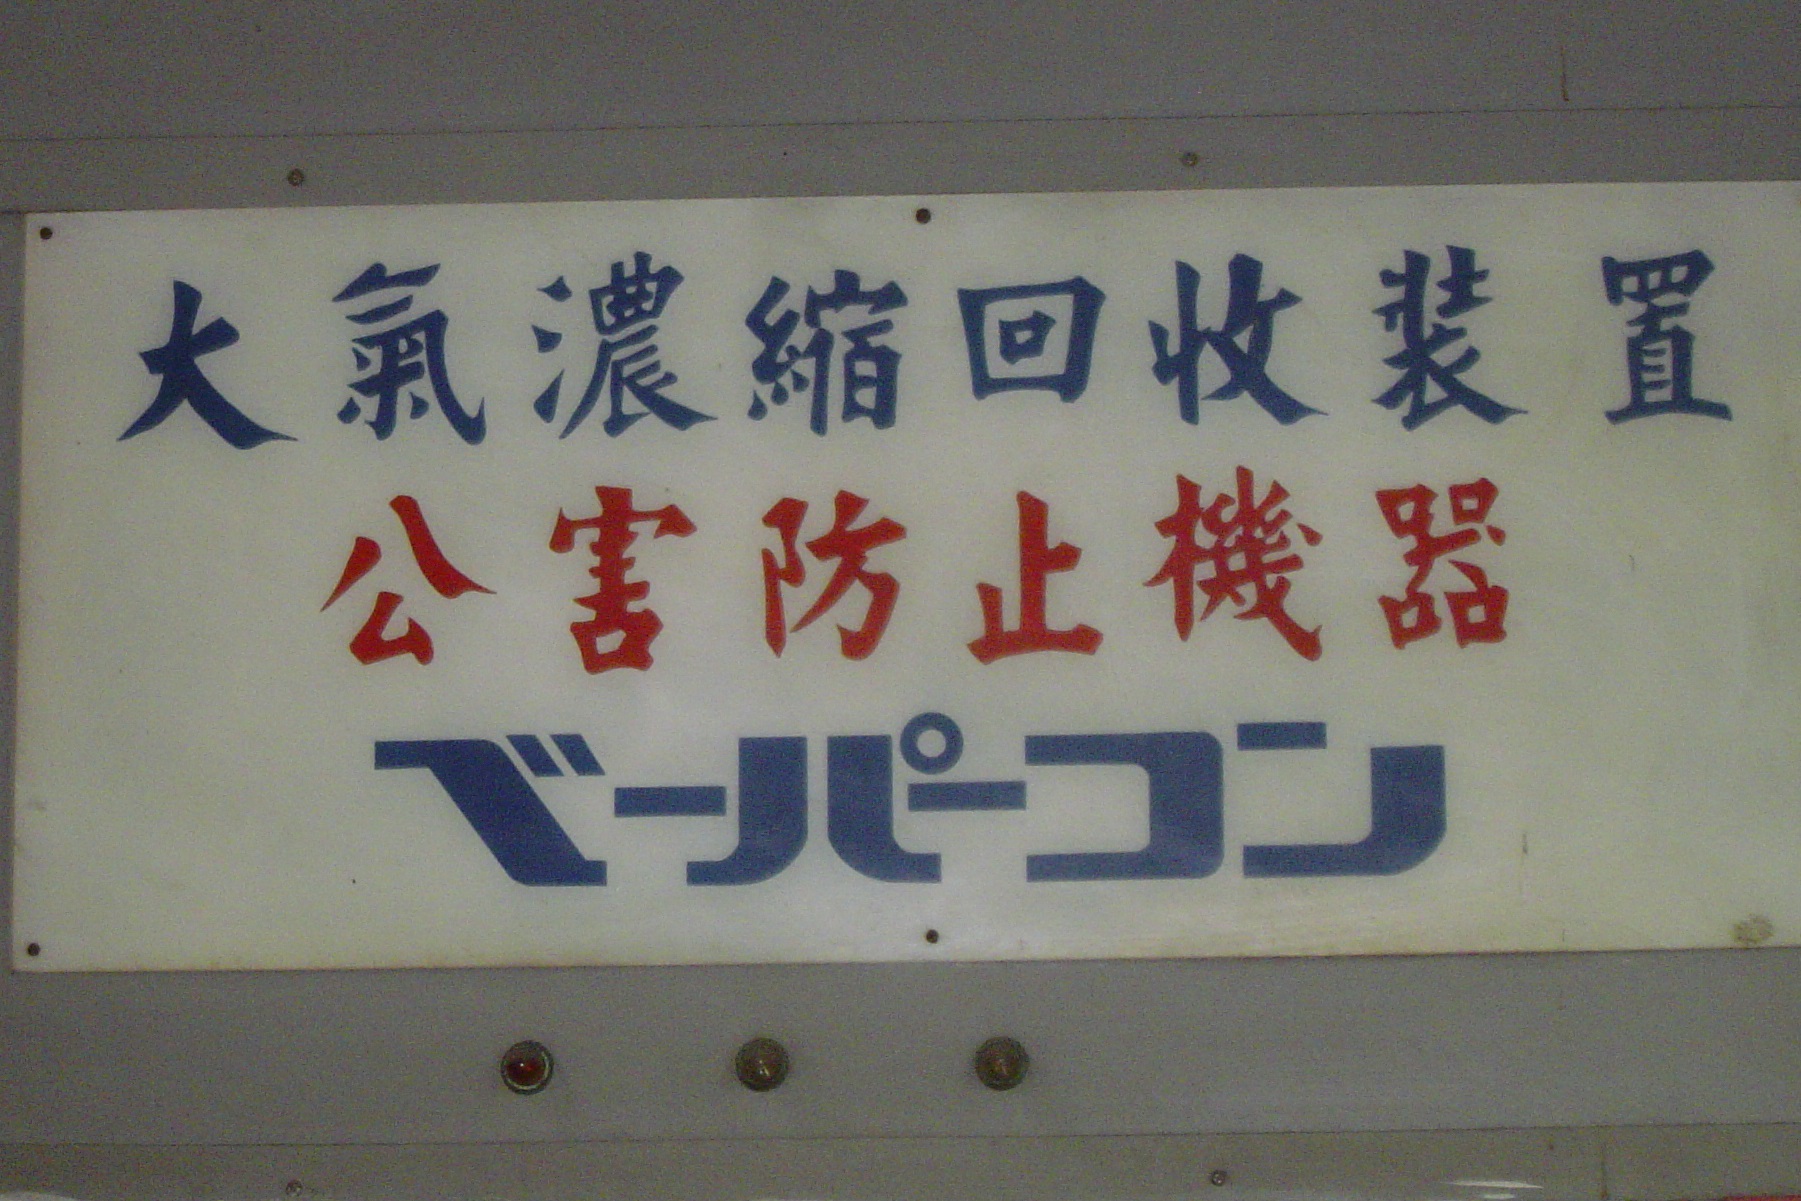 大氣濃縮回收装置
公害防止機器
ベーパーコン